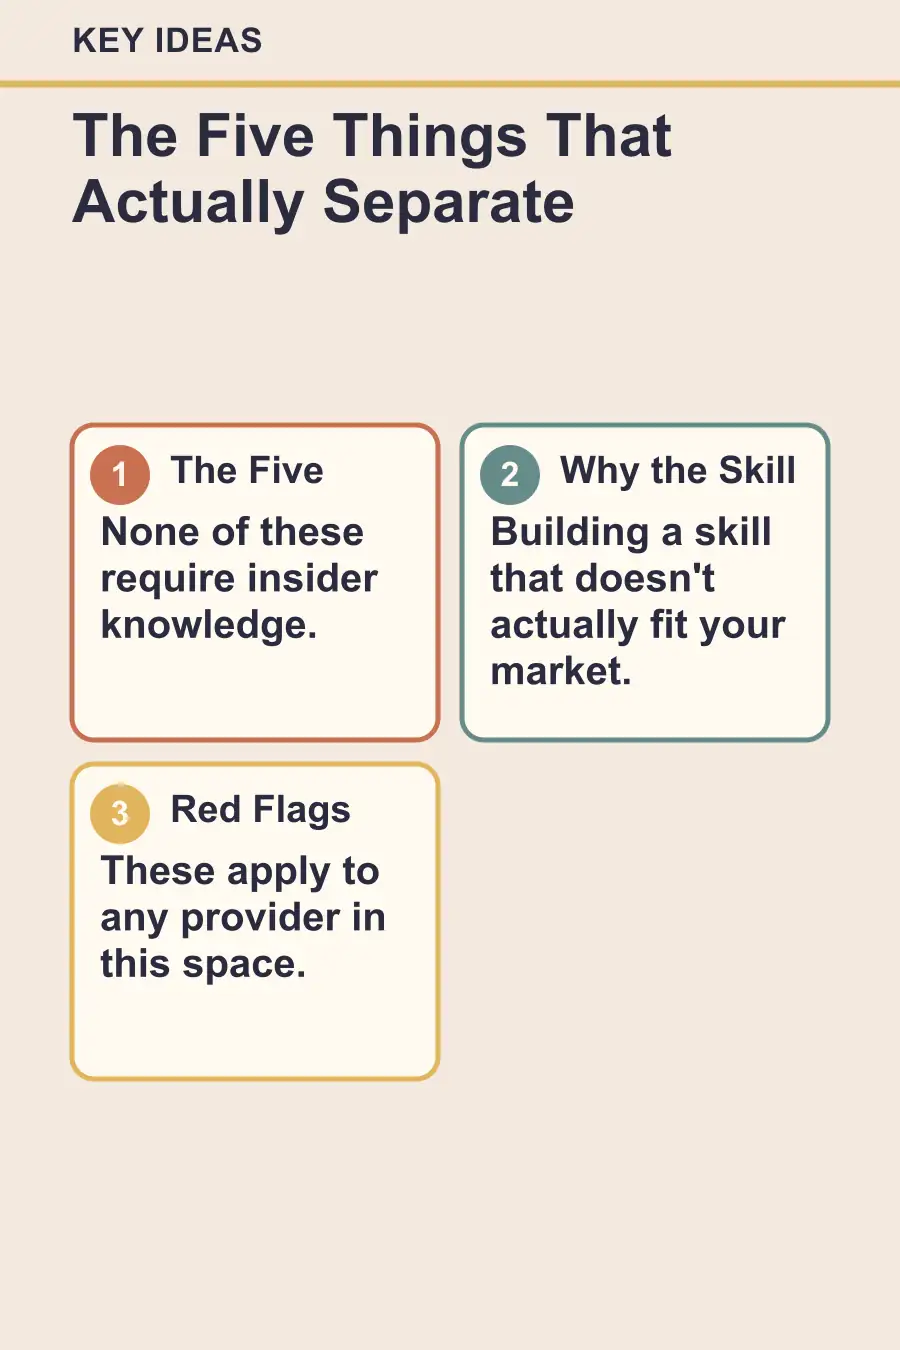 KEY IDEAS
The Five Things That
Actually Separate
1 The Five
None of these
require insider
knowledge.
2 Why the Skill
Building a skill
that doesn't
actually fit your
market.
3 Red Flags
These apply to
any provider in
this space.